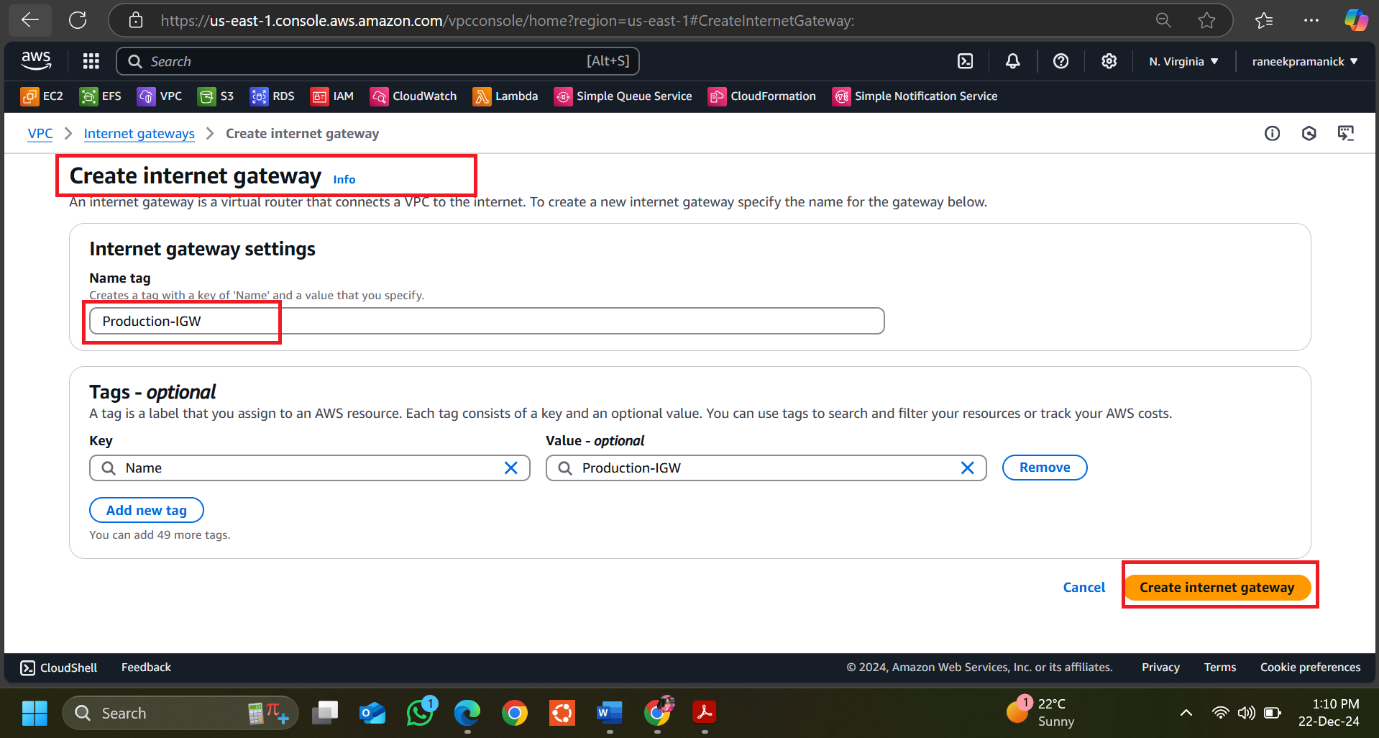 https://us-east-1.console.aws.amazon.com/vpcconsole/home?region=us-east-1#CreateInternetGateway:
aws Search [Alt+S] N. Virginia raneekpramanick
EC2 EFS VPC S3 RDS IAM CloudWatch Lambda Simple Queue Service CloudFormation Simple Notification Service
VPC Internet gateways Create internet gateway
Create internet gateway Info
An internet gateway is a virtual router that connects a VPC to the internet. To create a new internet gateway specify the name for the gateway below.
Internet gateway settings
Name tag
Creates a tag with a key of 'Name' and a value that you specify.
Production-IGW
Tags - optional
A tag is a label that you assign to an AWS resource. Each tag consists of a key and an optional value. You can use tags to search and filter your resources or track your AWS costs.
Key Value - optional
Name Production-IGW Remove
Add new tag
You can add 49 more tags.
Cancel Create internet gateway
CloudShell Feedback © 2024, Amazon Web Services, Inc. or its affiliates. Privacy Terms Cookie preferences
Search 1 1 22°C Sunny 1:10 PM
22-Dec-24